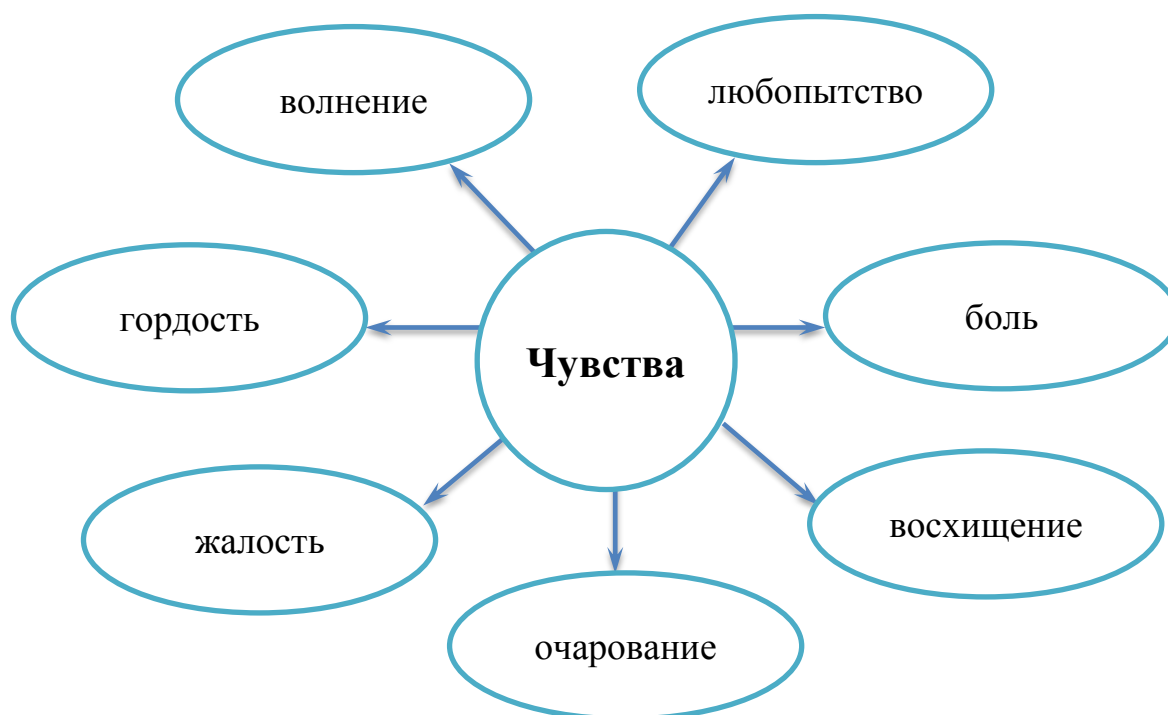 волнение
любопытство
гордость
боль
Чувства
жалость
восхищение
очарование